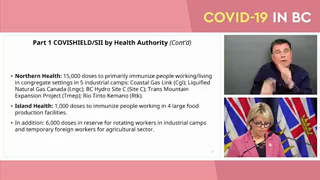 COVID-19 IN BC
Part 1 COVISHIELD/SII by Health Authority (Cont'd)
• Northern Health: 15,000 doses to primarily immunize people working/living
in congregate settings in 5 industrial camps: Coastal Gas Link (Cgl); Liquified
Natural Gas Canada (Lngc); BC Hydro Site C (Site C); Trans Mountain
Expansion Project (Tmep); Rio Tinto Kemano (Rtk).
• Island Health: 1,000 doses to immunize people working in 4 large food
production facilities.
• In addition: 6,000 doses in reserve for rotating workers in industrial camps
and temporary foreign workers for agricultural sector.